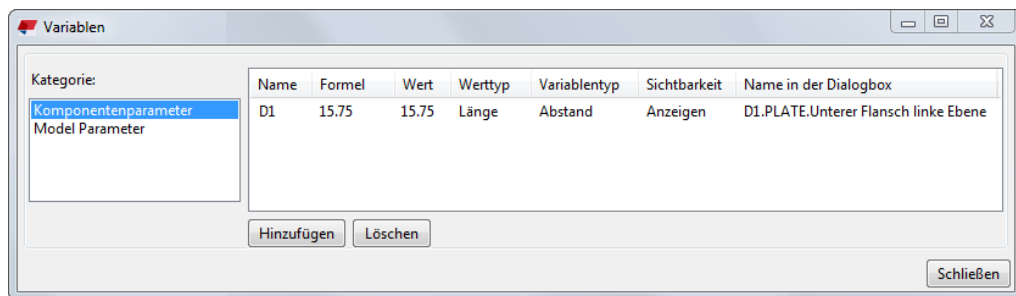 Variablen
Kategorie:
Komponentenparameter
Model Parameter
Name Formel Wert Werttyp Variablentyp Sichtbarkeit Name in der Dialogbox
D1 15.75 15.75 Länge Abstand Anzeigen D1.PLATE.Unterer Flansch linke Ebene
Hinzufügen Löschen
Schließen